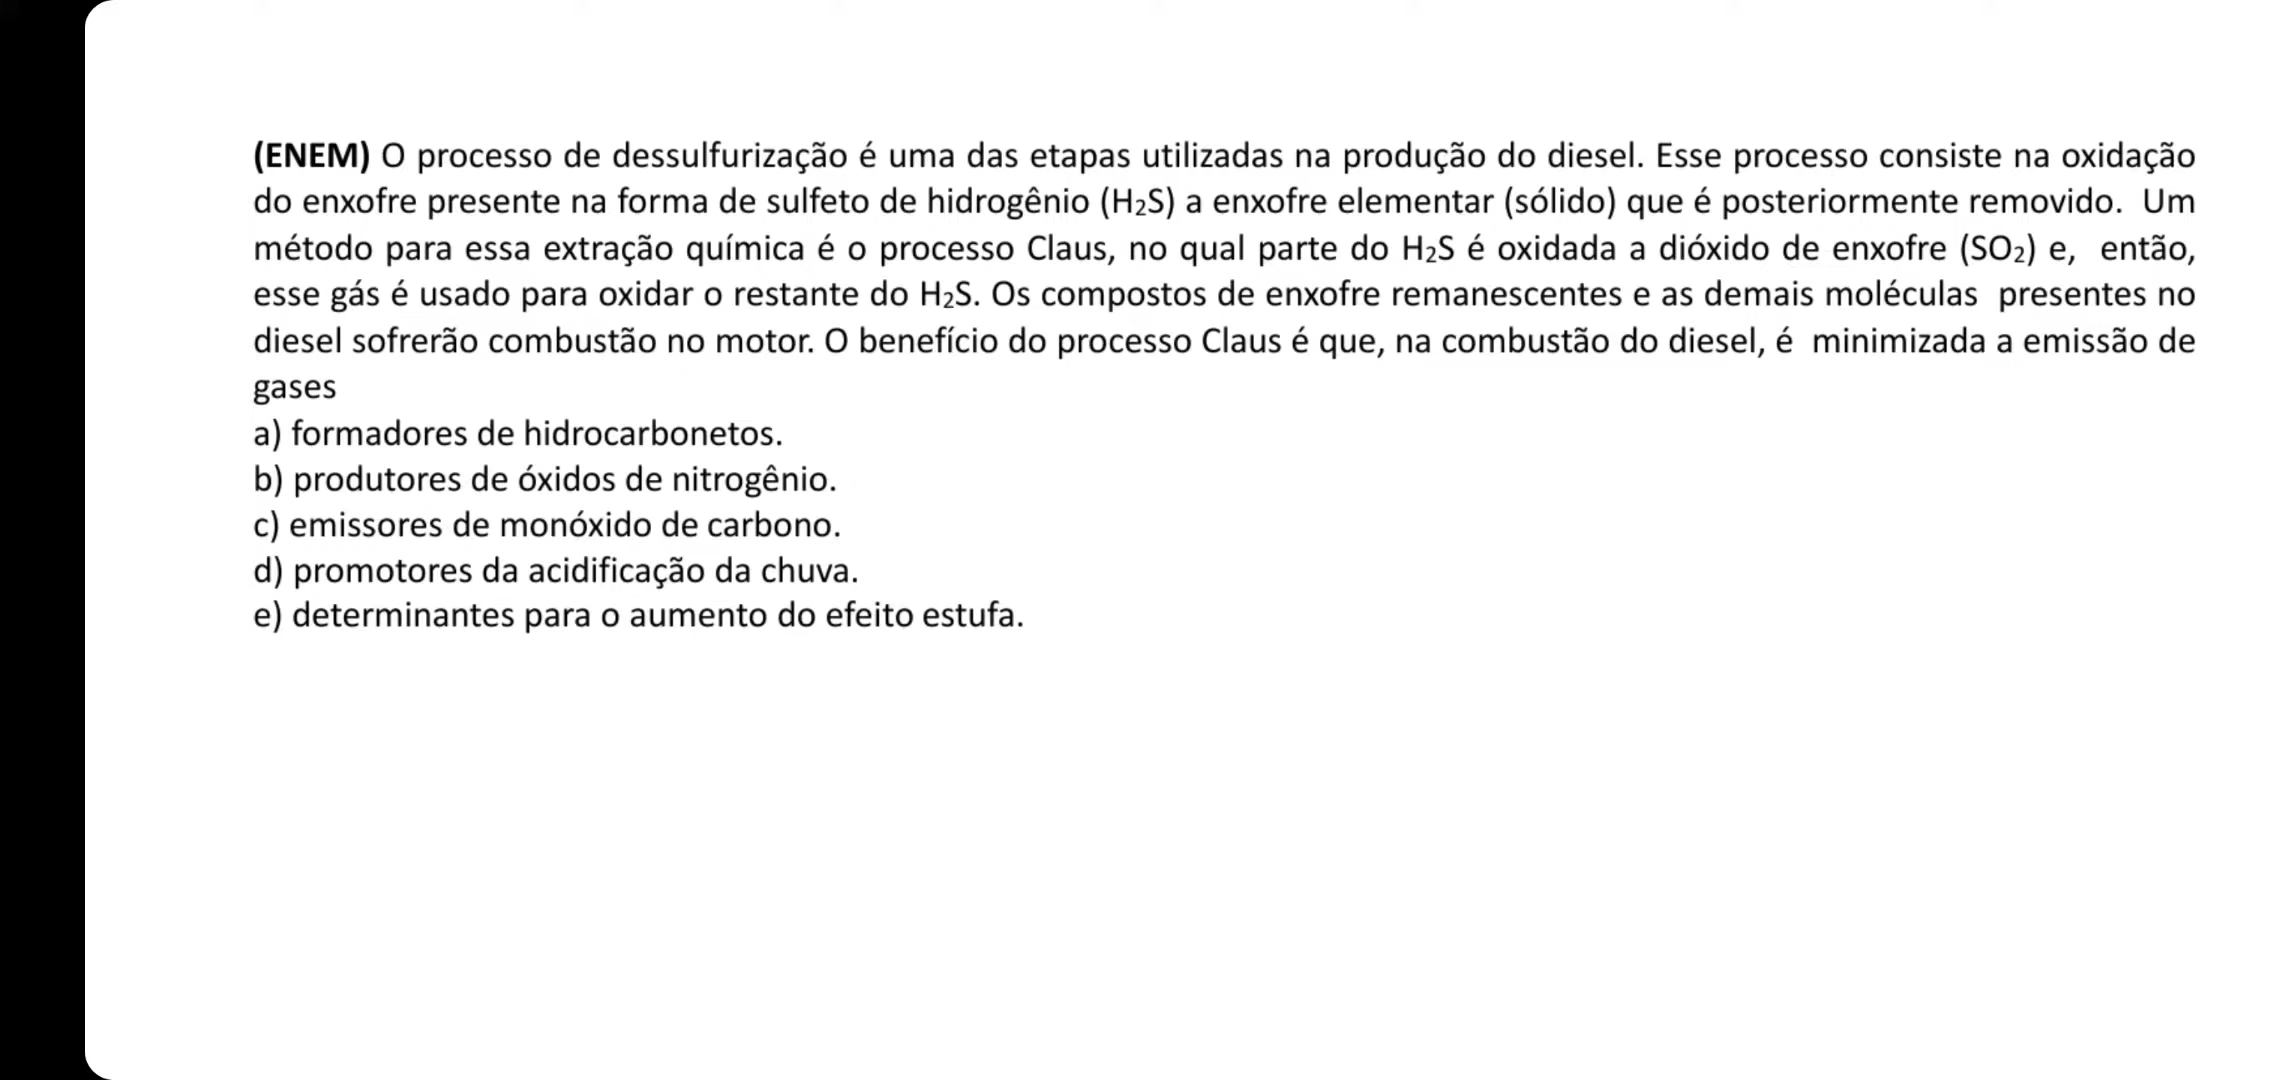 (ENEM) O processo de dessulfurização é uma das etapas utilizadas na produção do diesel. Esse processo consiste na oxidação
do enxofre presente na forma de sulfeto de hidrogênio (H₂S) a enxofre elementar (sólido) que é posteriormente removido. Um
método para essa extração química é o processo Claus, no qual parte do H₂S é oxidada a dióxido de enxofre (SO₂) e, então,
esse gás é usado para oxidar o restante do H₂S. Os compostos de enxofre remanescentes e as demais moléculas presentes no
diesel sofrerão combustão no motor. O benefício do processo Claus é que, na combustão do diesel, é minimizada a emissão de
gases
a) formadores de hidrocarbonetos.
b) produtores de óxidos de nitrogênio.
c) emissores de monóxido de carbono.
d) promotores da acidificação da chuva.
e) determinantes para o aumento do efeito estufa.